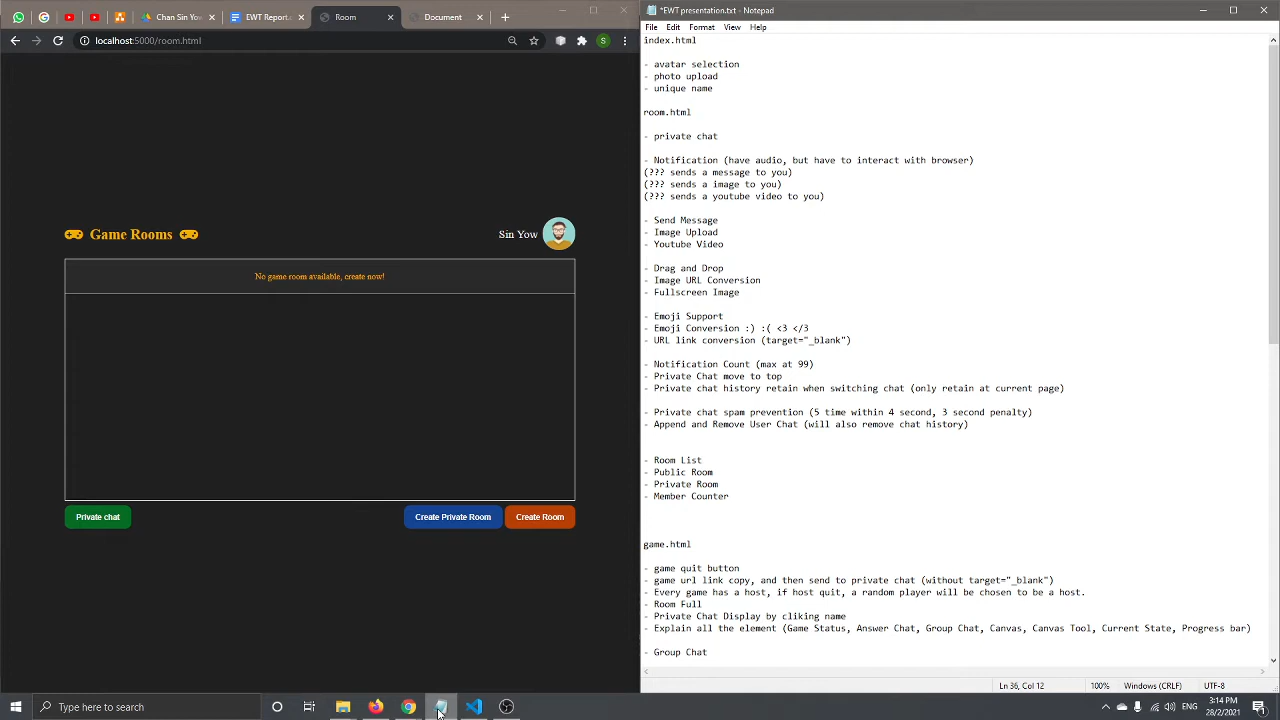 Chan Sin Yow
EWT Report
Room
Document
localhost:5000/room.html
S
Game Rooms
Sin Yow
No game room available, create now!
Private chat
Create Private Room
Create Room
*EWT presentation.txt - Notepad
File Edit Format View Help
index.html
- avatar selection
- photo upload
- unique name
room.html
- private chat
- Notification (have audio, but have to interact with browser)
(??? sends a message to you)
(??? sends a image to you)
(??? sends a youtube video to you)
- Send Message
- Image Upload
- Youtube Video
- Drag and Drop
- Image URL Conversion
- Fullscreen Image
- Emoji Support
- Emoji Conversion :) :( <3 </3
- URL link conversion (target="_blank")
- Notification Count (max at 99)
- Private Chat move to top
- Private chat history retain when switching chat (only retain at current page)
- Private chat spam prevention (5 time within 4 second, 3 second penalty)
- Append and Remove User Chat (will also remove chat history)
- Room List
- Public Room
- Private Room
- Member Counter
game.html
- game quit button
- game url link copy, and then send to private chat (without target="_blank")
- Every game has a host, if host quit, a random player will be chosen to be a host.
- Room Full
- Private Chat Display by cliking name
- Explain all the element (Game Status, Answer Chat, Group Chat, Canvas, Canvas Tool, Current State, Progress bar)
- Group Chat
Ln 36, Col 12
100%
Windows (CRLF)
UTF-8
Type here to search
3:14 PM
28/2/2021